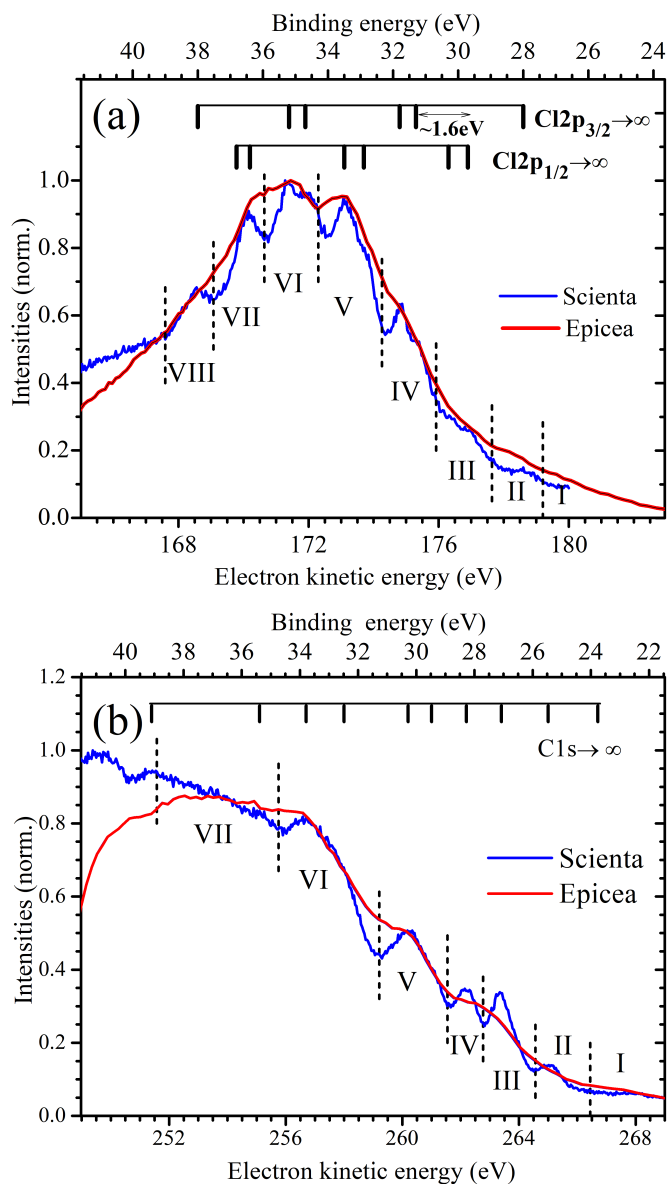 Binding energy (eV)
40 38 36 34 32 30 28 26 24
(a)
Cl2p3/2→∞
~1.6eV
Cl2p1/2→∞
1.0
0.8
0.6
0.4
0.2
0.0
Intensities (norm.)
Scienta
Epicea
VIII VII VI V IV III II I
168 172 176 180
Electron kinetic energy (eV)
Binding energy (eV)
40 38 36 34 32 30 28 26 24 22
(b)
C1s→ ∞
1.2
1.0
0.8
0.6
0.4
0.2
0.0
Intensities (norm.)
Scienta
Epicea
VII VI V IV III II I
252 256 260 264 268
Electron kinetic energy (eV)